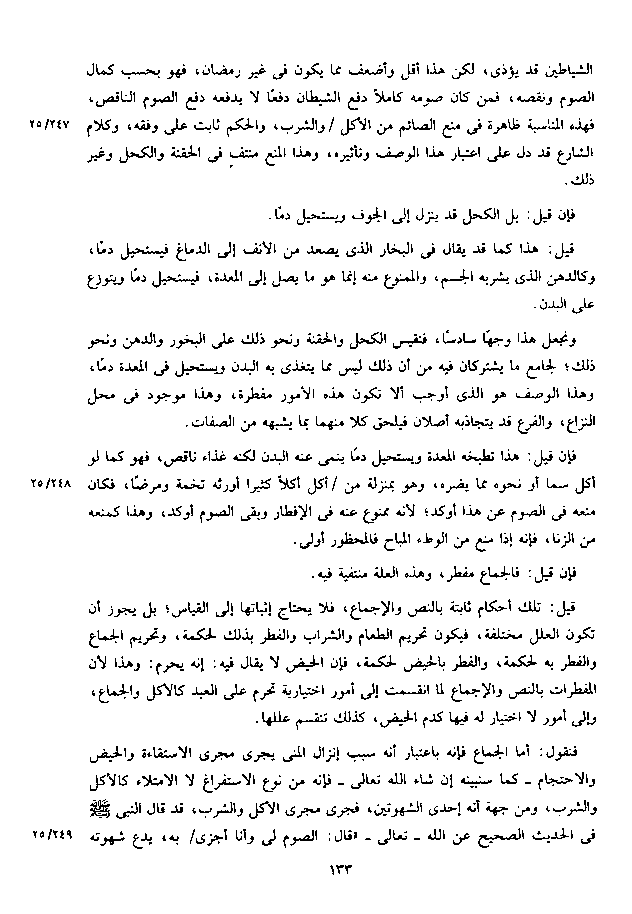 الشياطين قد يؤذى، لكن هذا أقل وأضعف مما يكون فى غير رمضان، فهو بحسب كمال
الصوم ونقصه، فمن كان صومه كاملاً دفع الشيطان دفعًا لا يدفعه دفع الصوم الناقص،
فهذه المناسبة ظاهرة فى منع الصائم من الأكل /والشرب، والحكم ثابت على وفقه، وكلام ٢٥/٢٤٧
الشارع قد دل على اعتبار هذا الوصف وتأثيره، وهذا المنع منتفٍ فى الحقنة والكحل وغير
ذلك.
فإن قيل: بل الكحل قد ينزل إلى الجوف ويستحيل دمًا.
قيل: هذا كما قد يقال فى البخار الذى يصعد من الأنف إلى الدماغ فيستحيل دمًا،
وكالدهن الذى يشربه الجسم، والممنوع منه إنما هو ما يصل إلى المعدة، فيستحيل دمًا ويتوزع
على البدن.
ونجعل هذا وجهًا سادسًا، فنقيس الكحل والحقنة ونحو ذلك على البخور والدهن ونحو
ذلك؛ لجامع ما يشتركان فيه من أن ذلك ليس مما يتغذى به البدن ويستحيل فى المعدة دمًا،
وهذا الوصف هو الذى أوجب ألا تكون هذه الأمور مفطرة، وهذا موجود فى محل
النزاع، والفرع قد يتجاذبه أصلان فيلحق كلا منهما بما يشبهه من الصفات.
فإن قيل: هذا تطبخه المعدة ويستحيل دمًا ينمى عنه البدن لكنه غذاء ناقص، فهو كما لو
أكل سما أو نحوه مما يضره، وهو بمنزلة من / أكل أكلاً كثيرا أورثه تخمة ومرضًا، فكان ٢٥/٢٤٨
منعه فى الصوم عن هذا أوكد؛ لأنه ممنوع عنه فى الإفطار وبقى الصوم أوكد، وهذا كمنعه
من الزنا، فإنه إذا منع من الوطء المباح فالمحظور أولى.
فإن قيل: فالجماع مفطر، وهذه العلة منتفية فيه.
قيل: تلك أحكام ثابتة بالنص والإجماع، فلا يحتاج إثباتها إلى القياس؛ بل يجوز أن
تكون العلل مختلفة، فيكون تحريم الطعام والشراب والفطر بذلك لحكمة، وتحريم الجماع
والفطر به لحكمة، والفطر بالحيض لحكمة، فإن الحيض لا يقال فيه: إنه يحرم: وهذا لأن
المفطرات بالنص والإجماع لما انقسمت إلى أمور اختيارية تحرم على العبد كالأكل والجماع،
وإلى أمور لا اختيار له فيها كدم الحيض، كذلك تنقسم عللها.
فنقول: أما الجماع فإنه باعتبار أنه سبب إنزال المنى يجرى مجرى الاستقاءة والحيض
والاحتجام ـ كما سنبينه إن شاء الله تعالى ـ فإنه من نوع الاستفراغ لا الامتلاء كالأكل
والشرب، ومن جهة أنه إحدى الشهوتين، فجرى مجرى الأكل والشرب، قد قال النبى ﷺ
فى الحديث الصحيح عن الله ـ تعالى ـ «قال: الصوم لى وأنا أجزى/ به، يدع شهوته ٢٥/٢٤٩
١٣٣